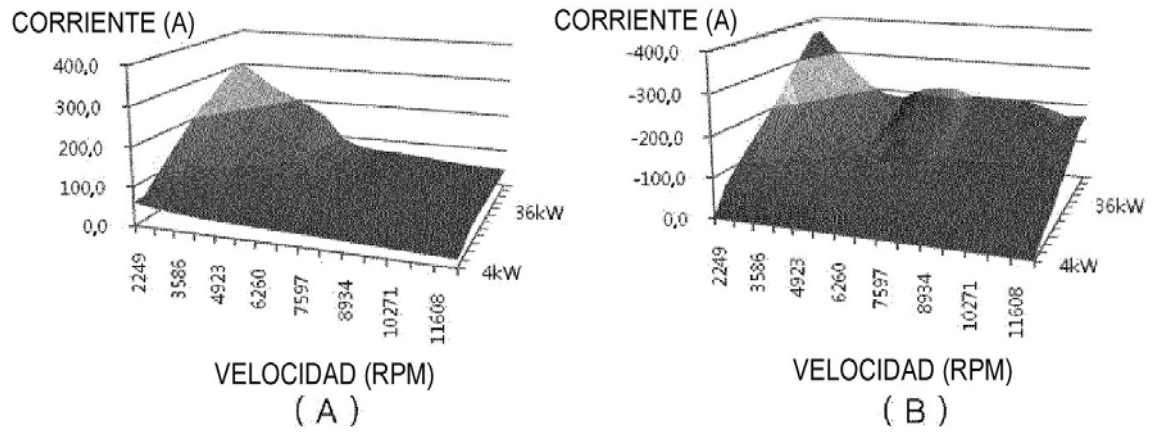 CORRIENTE (A)
400,0
300,0
200,0
100,0
0,0
2249
3586
4923
6260
7597
8934
10271
11608
36kW
4kW
VELOCIDAD (RPM)
( A )
CORRIENTE (A)
-400,0
-300,0
-200,0
-100,0
0,0
2249
3586
4923
6260
7597
8934
10271
11608
36kW
4kW
VELOCIDAD (RPM)
( B )